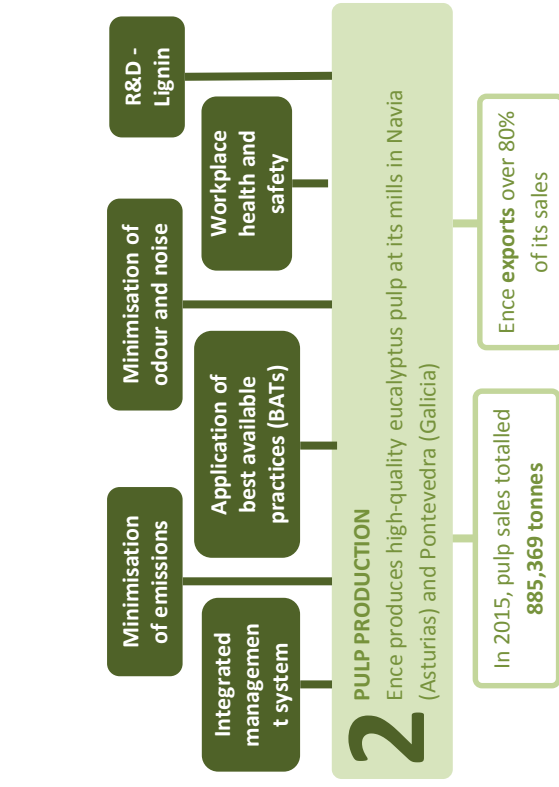 Minimisation
of emissions
Minimisation of
odour and noise
R&D -
Lignin
Integrated
managemen
t system
Application of
best available
practices (BATs)
Workplace
health and
safety
2
PULP PRODUCTION
Ence produces high-quality eucalyptus pulp at its mills in Navia
(Asturias) and Pontevedra (Galicia)
In 2015, pulp sales totalled
885,369 tonnes
Ence exports over 80%
of its sales